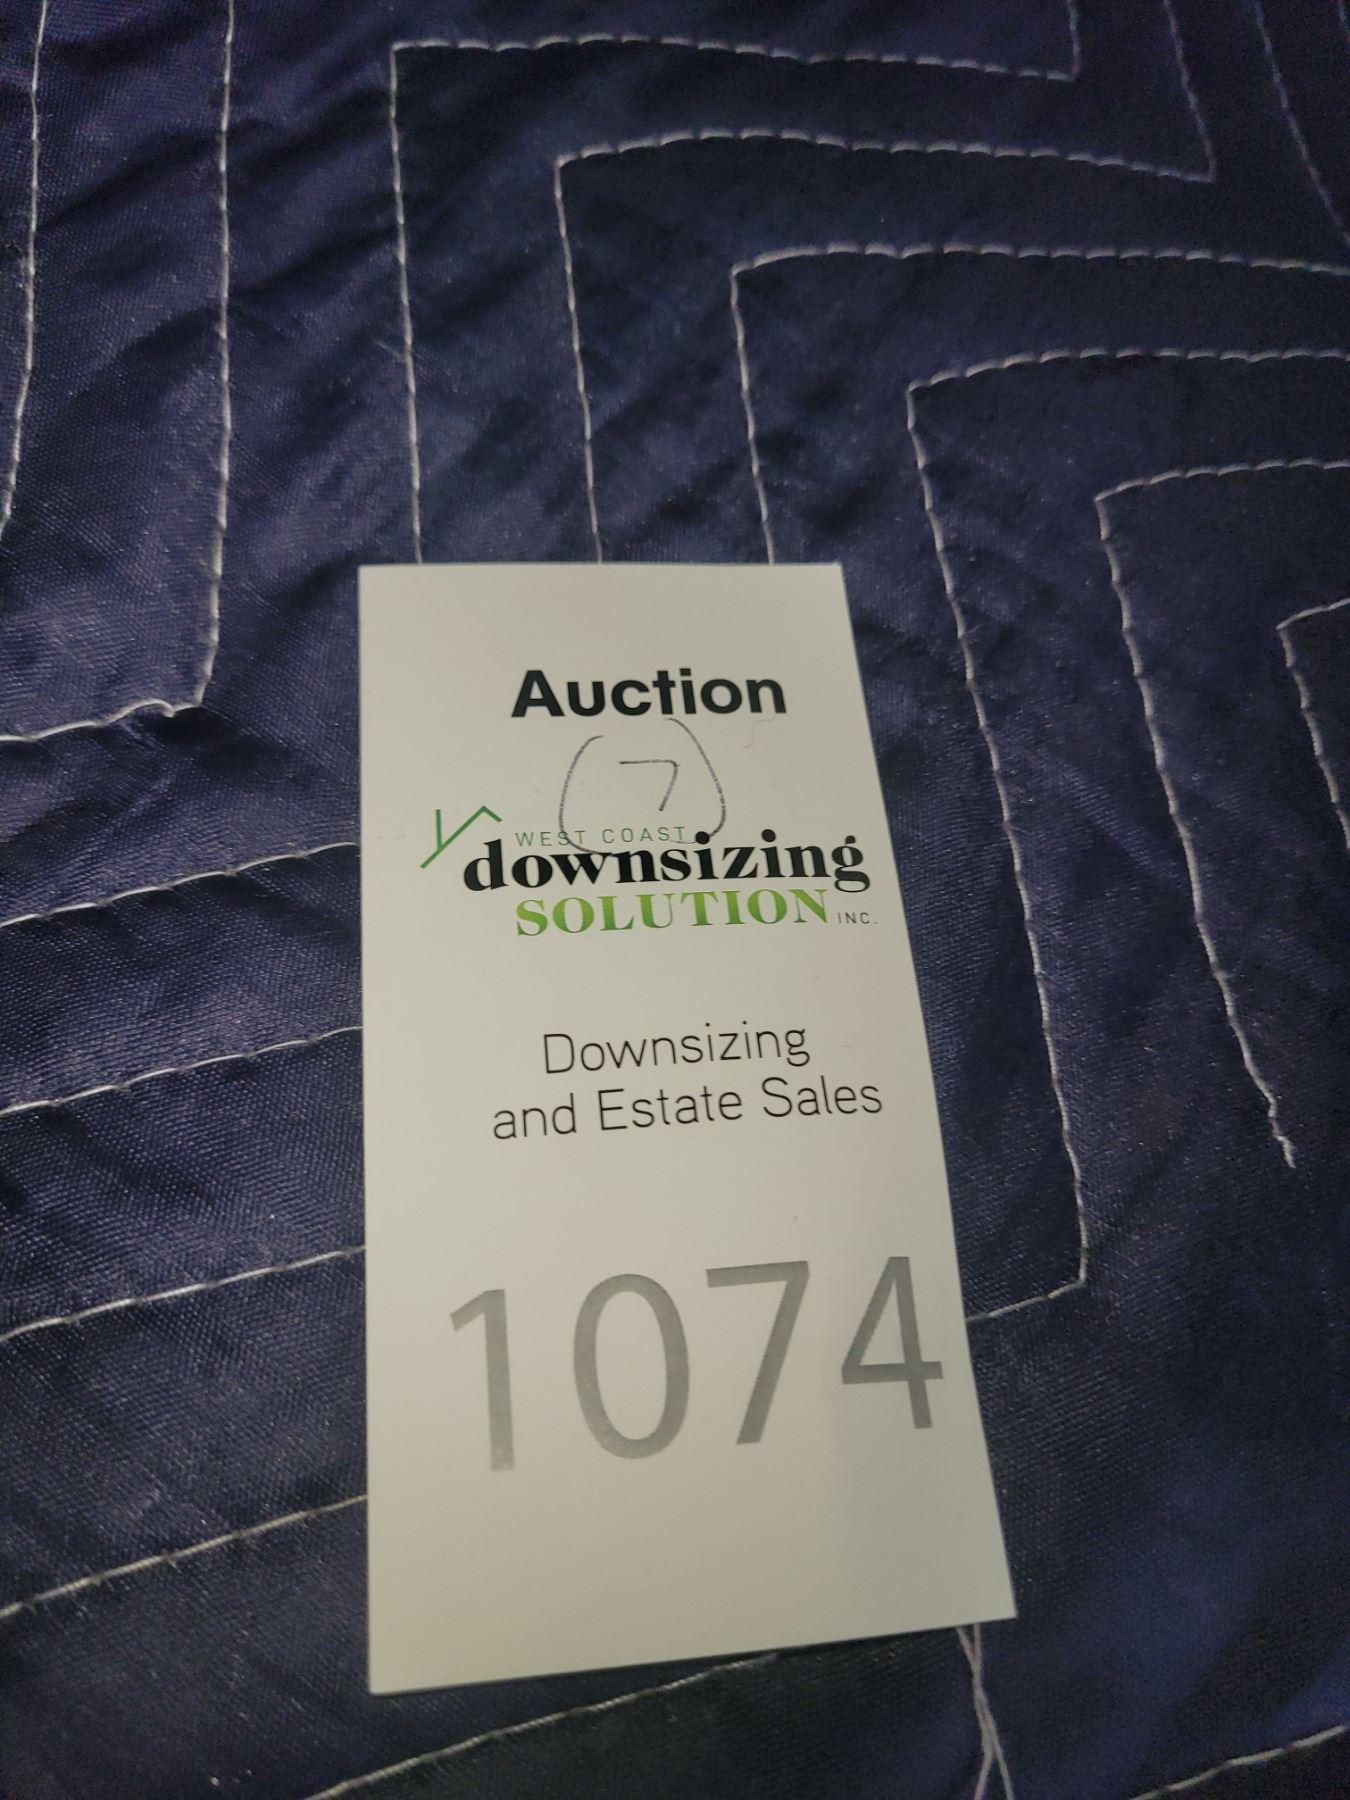 Auction
7
WEST COAST
downsizing
SOLUTION INC.
Downsizing
and Estate Sales
1074